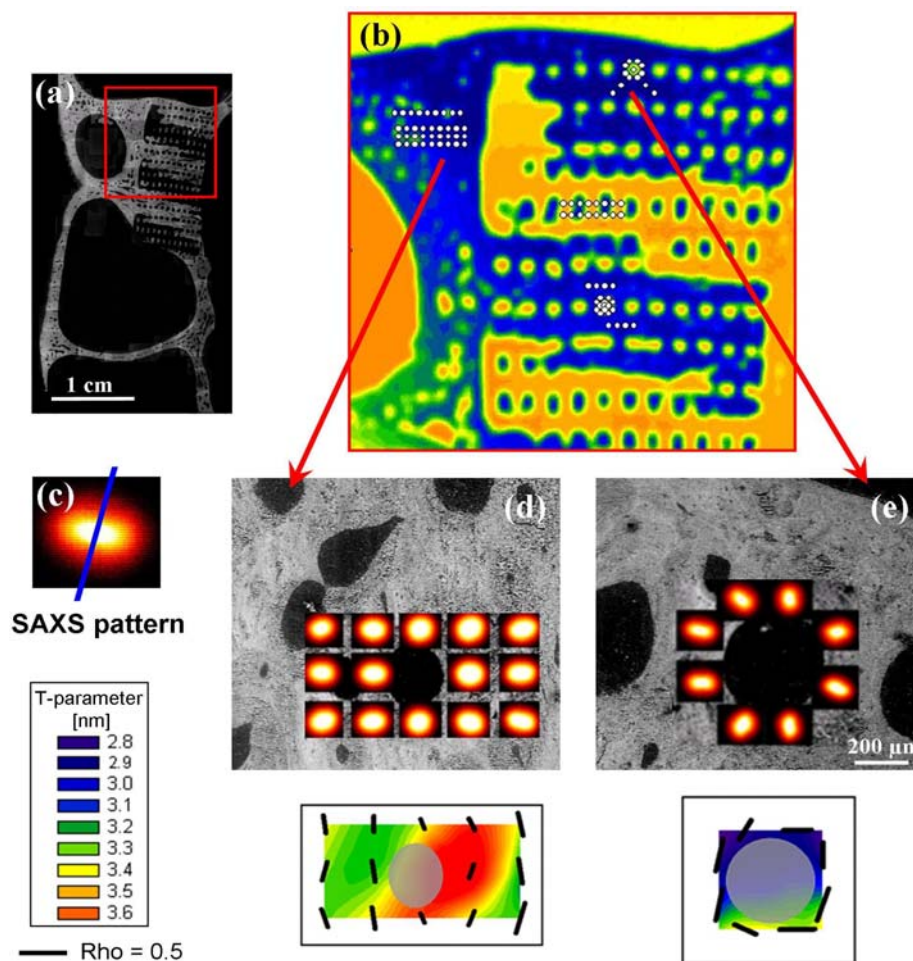 (a)
1 cm
(b)
(c)
SAXS pattern
(d)
(e)
200 µm
T-parameter
[nm]
2.8
2.9
3.0
3.1
3.2
3.3
3.4
3.5
3.6
Rho = 0.5